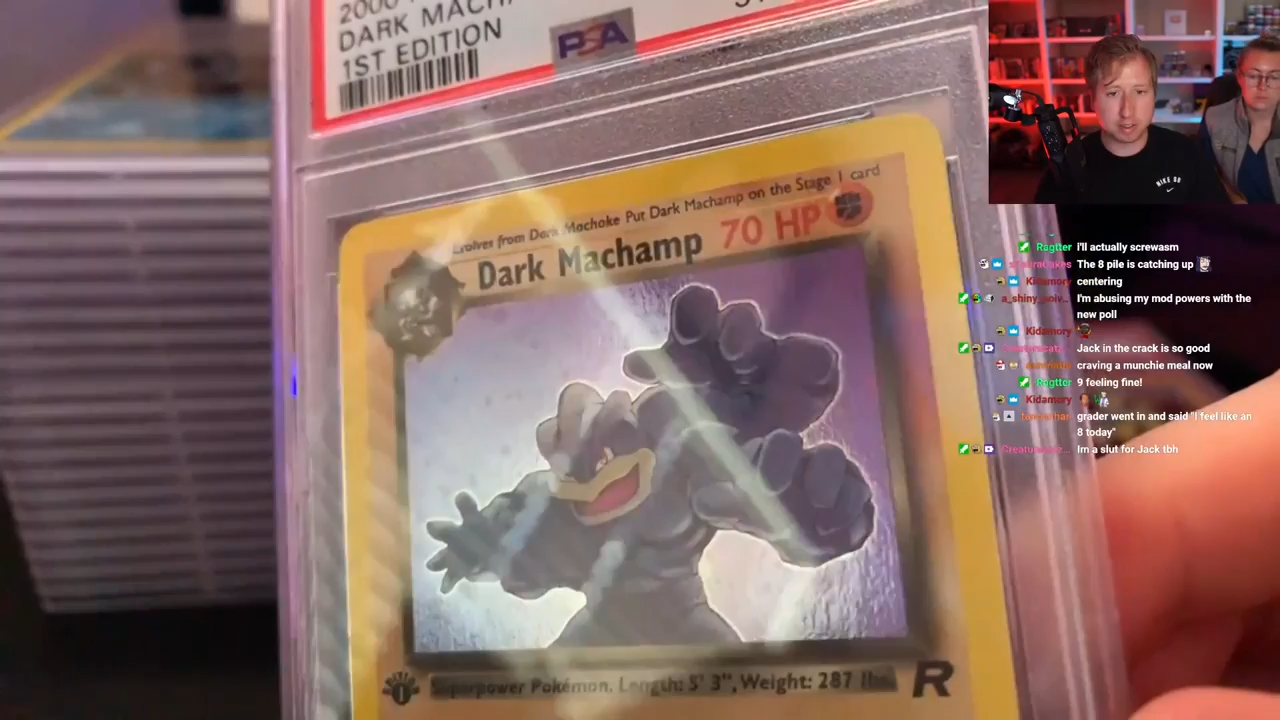 2000
DARK MACHA
1ST EDITION
PSA
Evolves from Dark Machoke Put Dark Machamp on the Stage 1 card
Dark Machamp 70 HP
Superpower Pokémon. Length: 5' 3", Weight: 287 lbs.
R
NIKE
Rogtter I'll actually screwasm
The 8 pile is catching up
Kidamory centering
a_shiny_poiv... I'm abusing my mod powers with the
new poll
Kidamory
Jack in the crack is so good
craving a munchie meal now
Rogtter 9 feeling fine!
Kidamory
grader went in and said "I feel like an
8 today"
Im a slut for Jack tbh